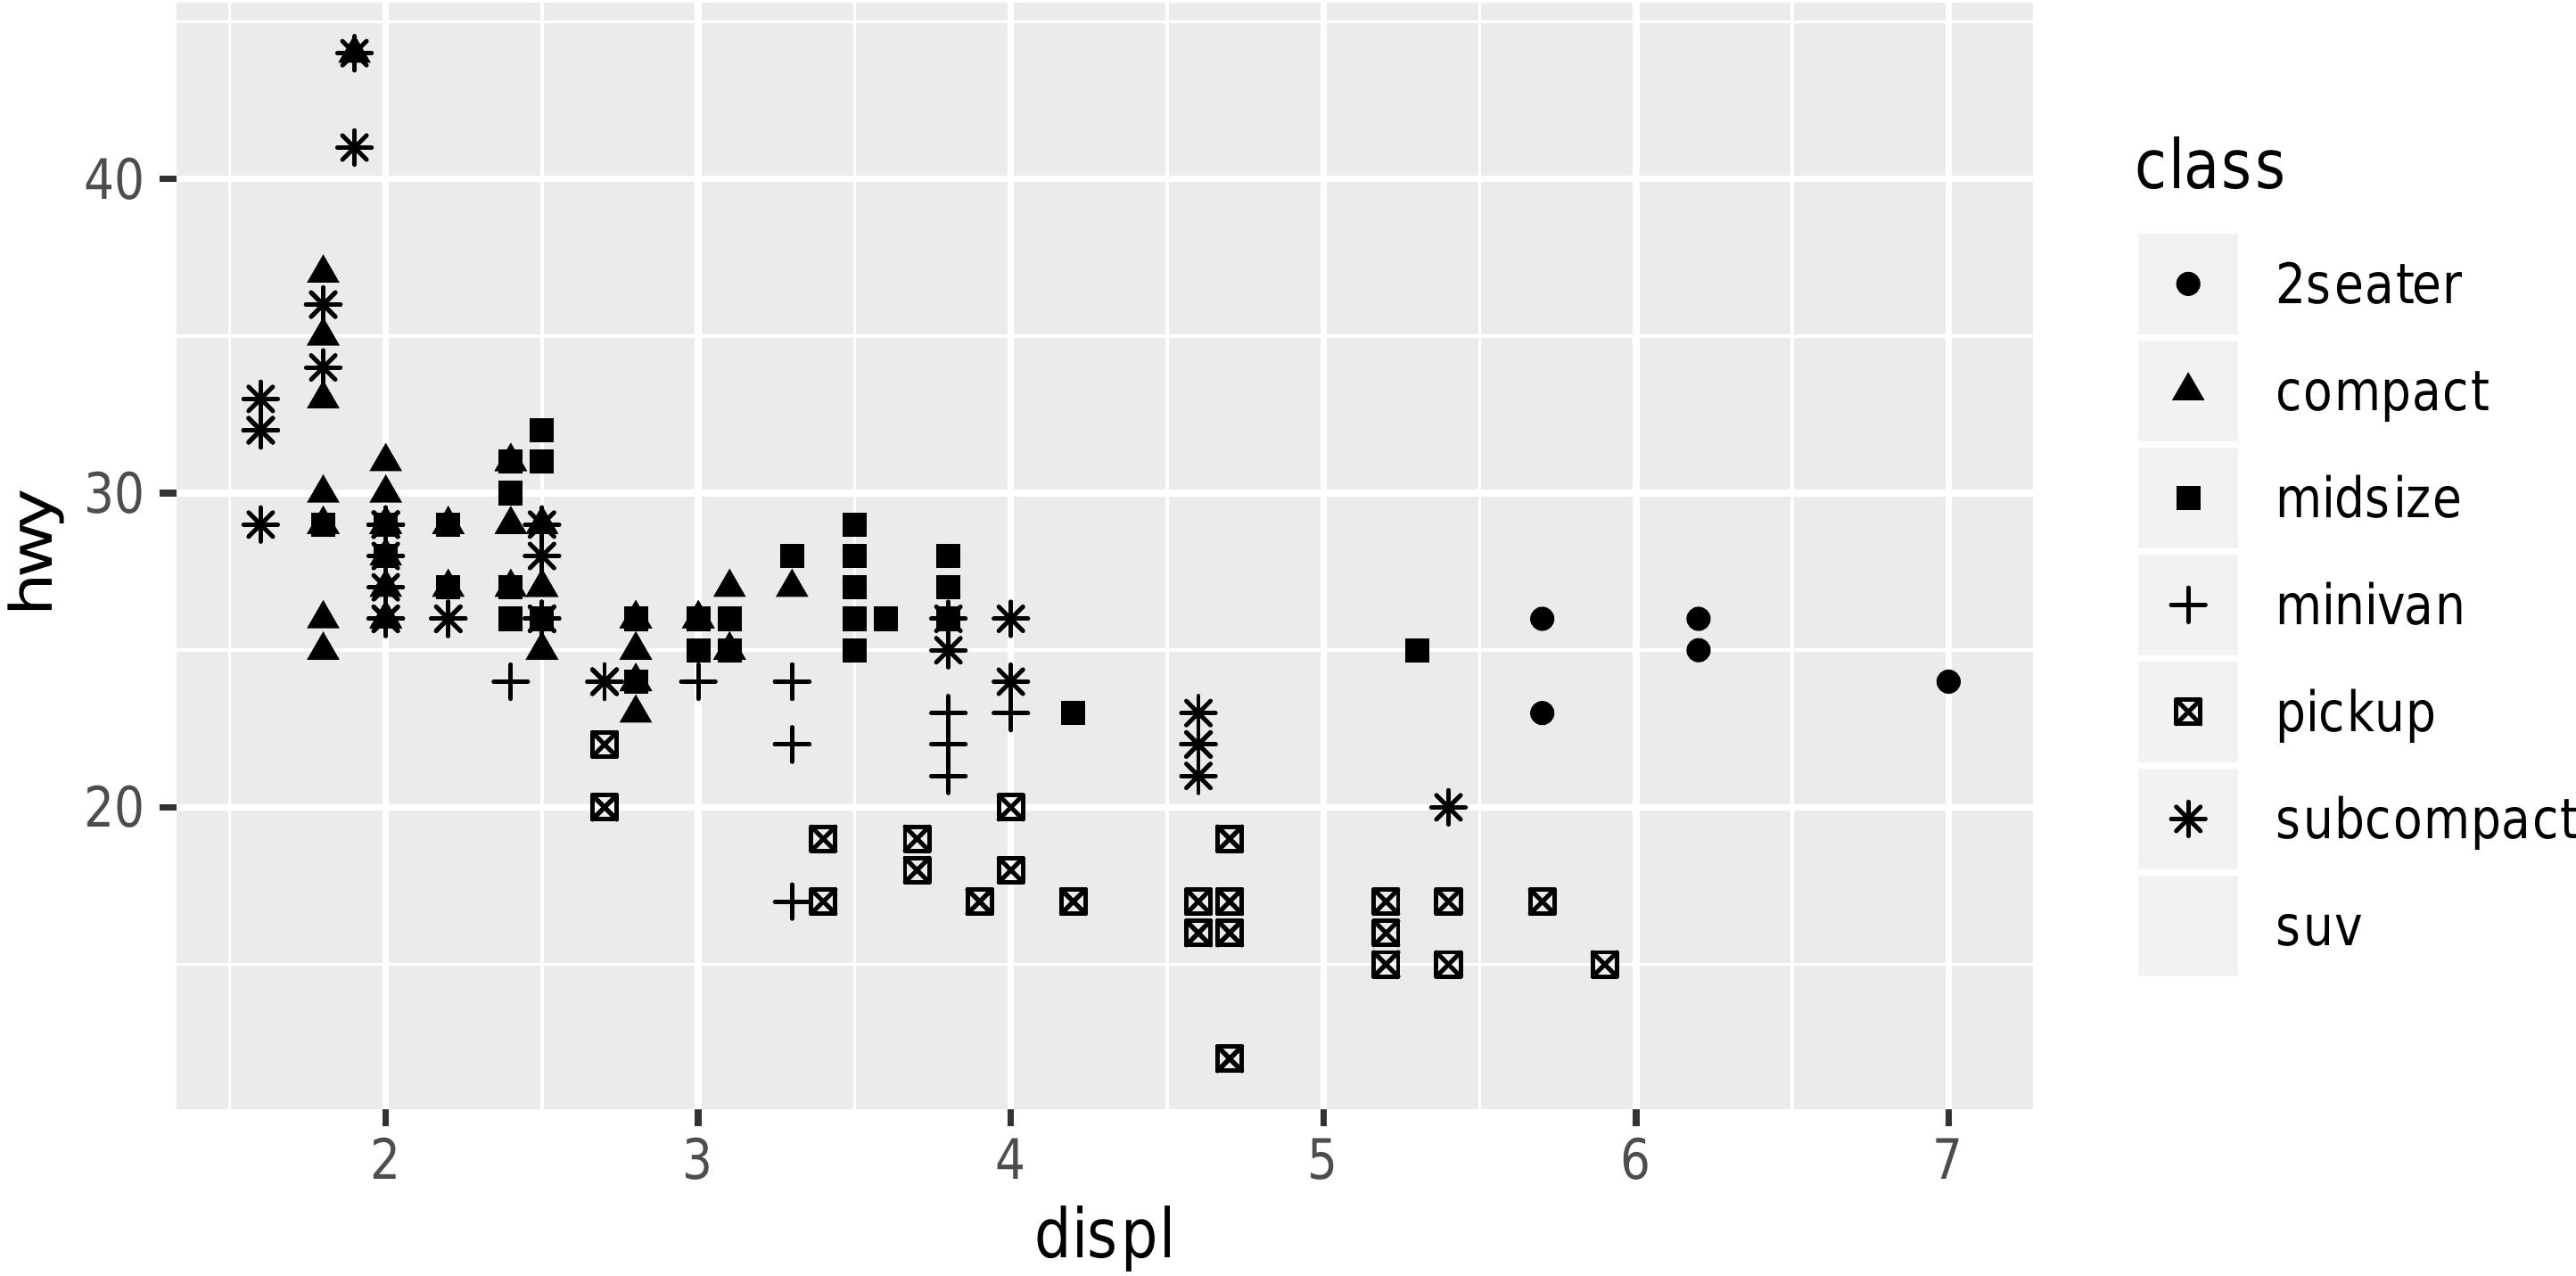 40
30
20
hwy
2 3 4 5 6 7
displ
class
2seater
compact
midsize
minivan
pickup
subcompact
suv